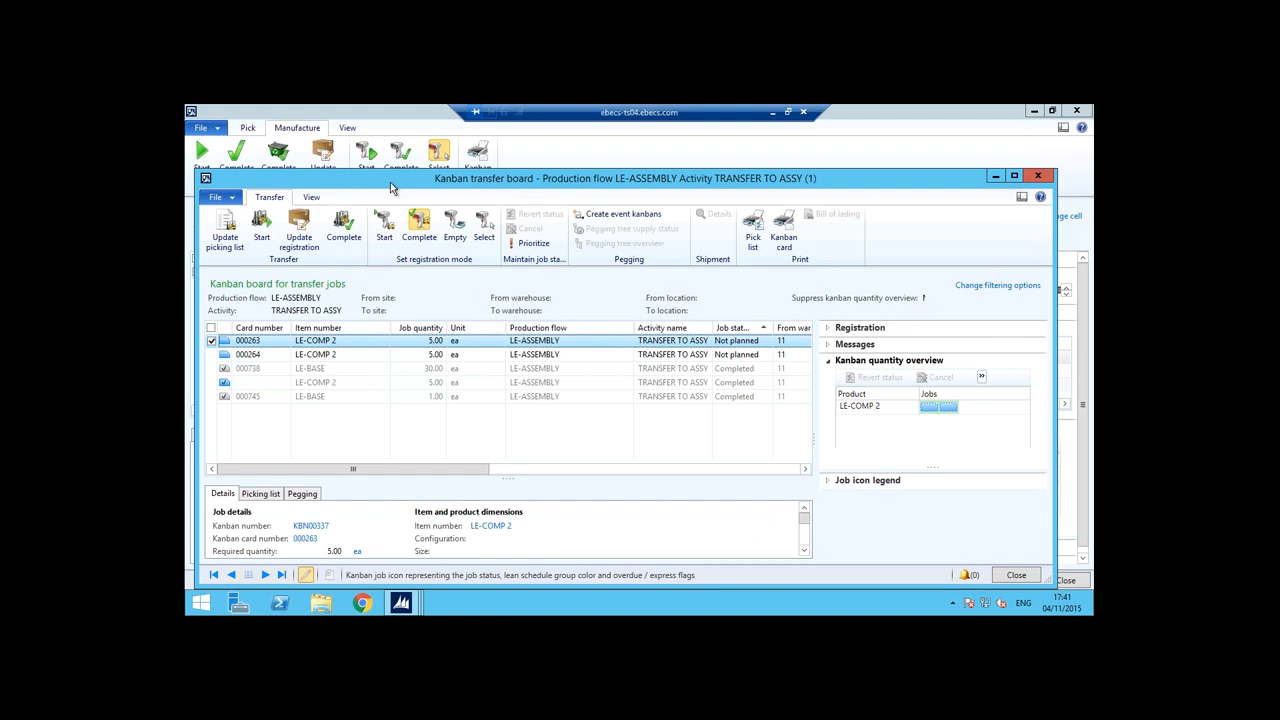 ebecs-ts04.ebecs.com
File Pick Manufacture View
Kanban transfer board - Production flow LE-ASSEMBLY Activity TRANSFER TO ASSY (1)
File Transfer View
Update picking list
Start
Update registration
Complete
Transfer
Start
Complete
Empty
Select
Set registration mode
Revert status
Cancel
Prioritize
Maintain job sta...
Create event kanbans
Pegging tree supply status
Pegging tree overview
Pegging
Details
Shipment
Pick list
Kanban card
Bill of lading
Print
ge cell
Kanban board for transfer jobs
Change filtering options
Production flow: LE-ASSEMBLY From site: From warehouse: From location: Suppress kanban quantity overview:
Activity: TRANSFER TO ASSY To site: To warehouse: To location:
Card number Item number Job quantity Unit Production flow Activity name Job stat... From war
000263 LE-COMP 2 5.00 ea LE-ASSEMBLY TRANSFER TO ASSY Not planned 11
000264 LE-COMP 2 5.00 ea LE-ASSEMBLY TRANSFER TO ASSY Not planned 11
000738 LE-BASE 30.00 ea LE-ASSEMBLY TRANSFER TO ASSY Completed 11
LE-COMP 2 5.00 ea LE-ASSEMBLY TRANSFER TO ASSY Completed 11
000745 LE-BASE 1.00 ea LE-ASSEMBLY TRANSFER TO ASSY Completed 11
Registration
Messages
Kanban quantity overview
Revert status Cancel »
Product Jobs
LE-COMP 2
Job icon legend
Details Picking list Pegging
Job details Item and product dimensions
Kanban number: KBN00337 Item number: LE-COMP 2
Kanban card number: 000263 Configuration:
Required quantity: 5.00 ea Size:
Kanban job icon representing the job status, lean schedule group color and overdue / express flags
(0) Close
Close
ENG 17:41
04/11/2015